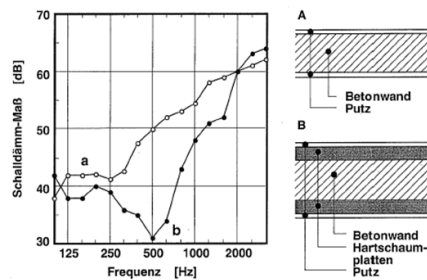 70
60
50
40
30
Schalldämm-Maß [dB]
a
b
125 250 500 1000 2000
Frequenz [Hz]
A
Betonwand
Putz
B
Betonwand
Hartschaum-
platten
Putz